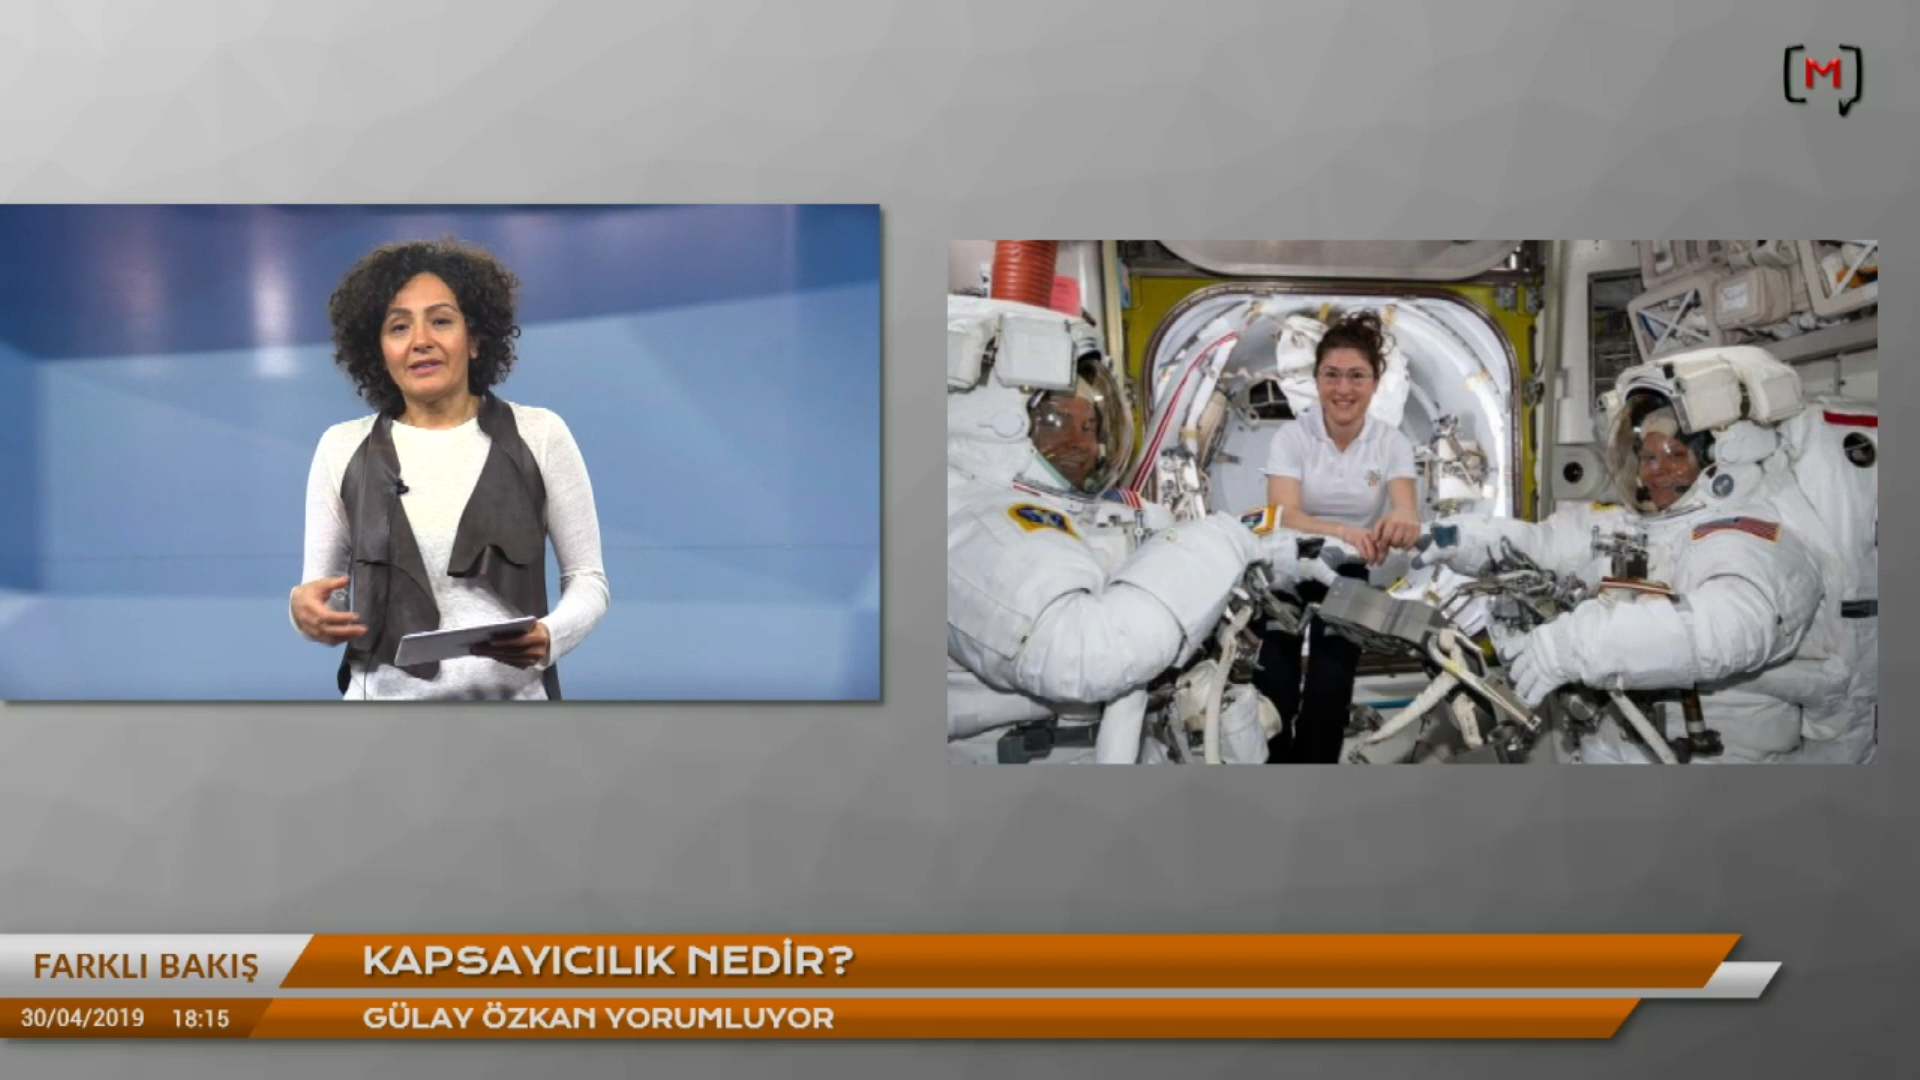 M
FARKLI BAKIŞ
KAPSAYICILIK NEDİR?
30/04/2019 18:15
GÜLAY ÖZKAN YORUMLUYOR